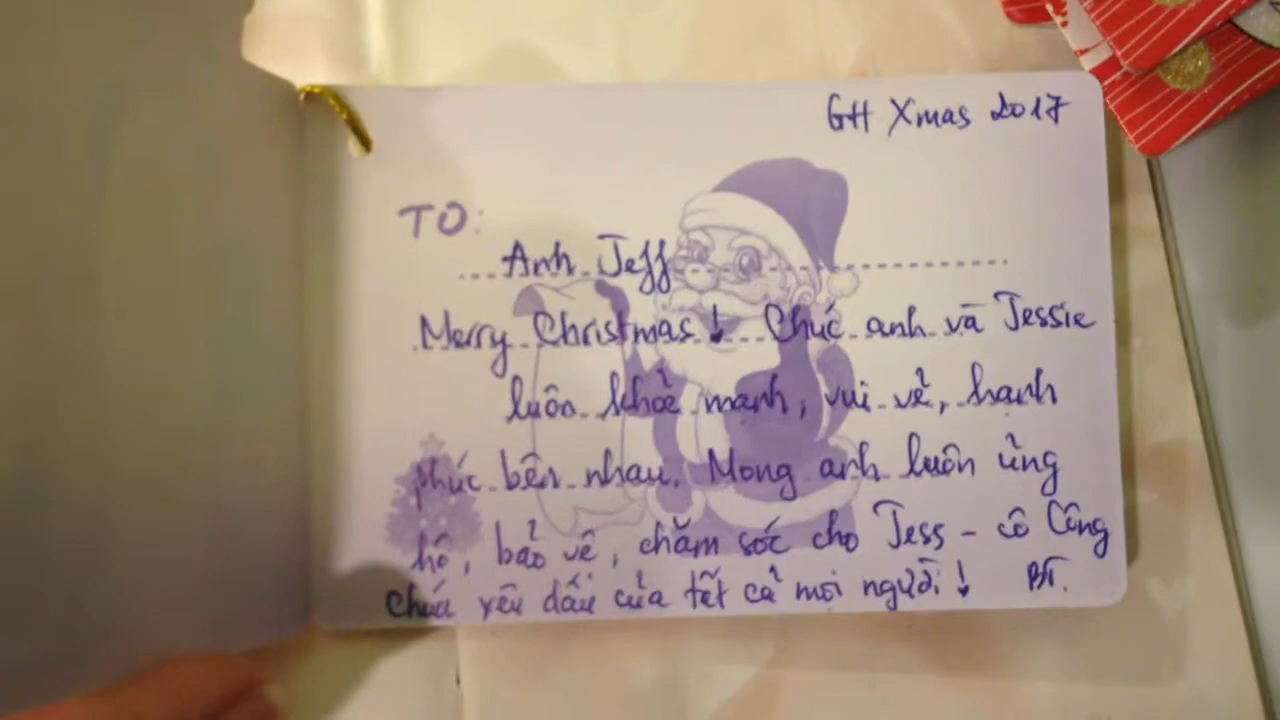 GH Xmas 2017
TO:
Anh Jeff
Merry Christmas! Chúc anh và Jessie
luôn khoẻ mạnh, vui vẻ, hạnh
phúc bên nhau. Mong anh luôn ủng
hộ, bảo vệ, chăm sóc cho Jess - cô Công
chúa yêu dấu của tất cả mọi người! BT.